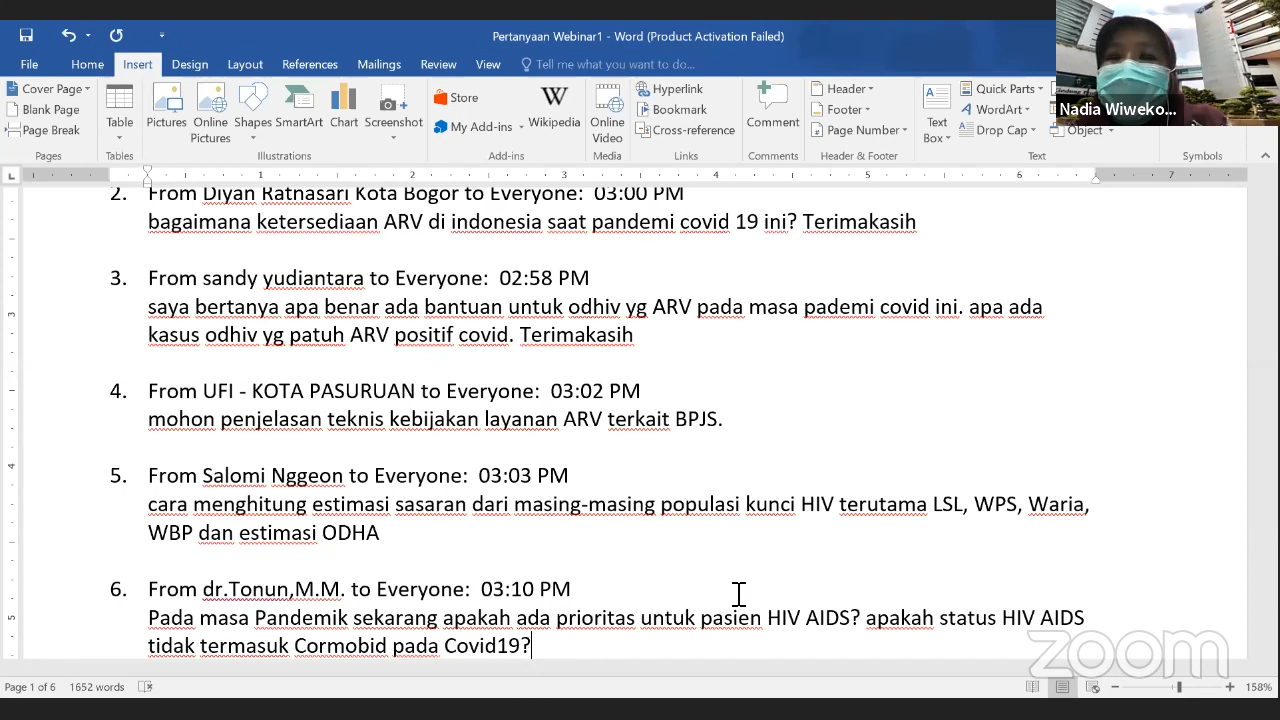 Pertanyaan Webinar1 - Word (Product Activation Failed)
File Home Insert Design Layout References Mailings Review View Tell me what you want to do...
Cover Page
Blank Page
Page Break
Pages
Table
Tables
Pictures
Online Pictures
Shapes
SmartArt
Chart
Screenshot
Illustrations
Store
My Add-ins
Wikipedia
Add-ins
Online Video
Media
Hyperlink
Bookmark
Cross-reference
Links
Comment
Comments
Header
Footer
Page Number
Header & Footer
Text Box
Quick Parts
WordArt
Drop Cap
Object
Text
Symbols
Nadia Wiweko...
1 2 3 4 5 6 7
2. From Diyan Ratnasari Kota Bogor to Everyone: 03:00 PM
bagaimana ketersediaan ARV di indonesia saat pandemi covid 19 ini? Terimakasih
3. From sandy yudiantara to Everyone: 02:58 PM
saya bertanya apa benar ada bantuan untuk odhiv yg ARV pada masa pademi covid ini. apa ada
kasus odhiv yg patuh ARV positif covid. Terimakasih
4. From UFI - KOTA PASURUAN to Everyone: 03:02 PM
mohon penjelasan teknis kebijakan layanan ARV terkait BPJS.
5. From Salomi Nggeon to Everyone: 03:03 PM
cara menghitung estimasi sasaran dari masing-masing populasi kunci HIV terutama LSL, WPS, Waria,
WBP dan estimasi ODHA
6. From dr.Tonun,M.M. to Everyone: 03:10 PM
Pada masa Pandemik sekarang apakah ada prioritas untuk pasien HIV AIDS? apakah status HIV AIDS
tidak termasuk Cormobid pada Covid19?
zoom
Page 1 of 6 1652 words 158%